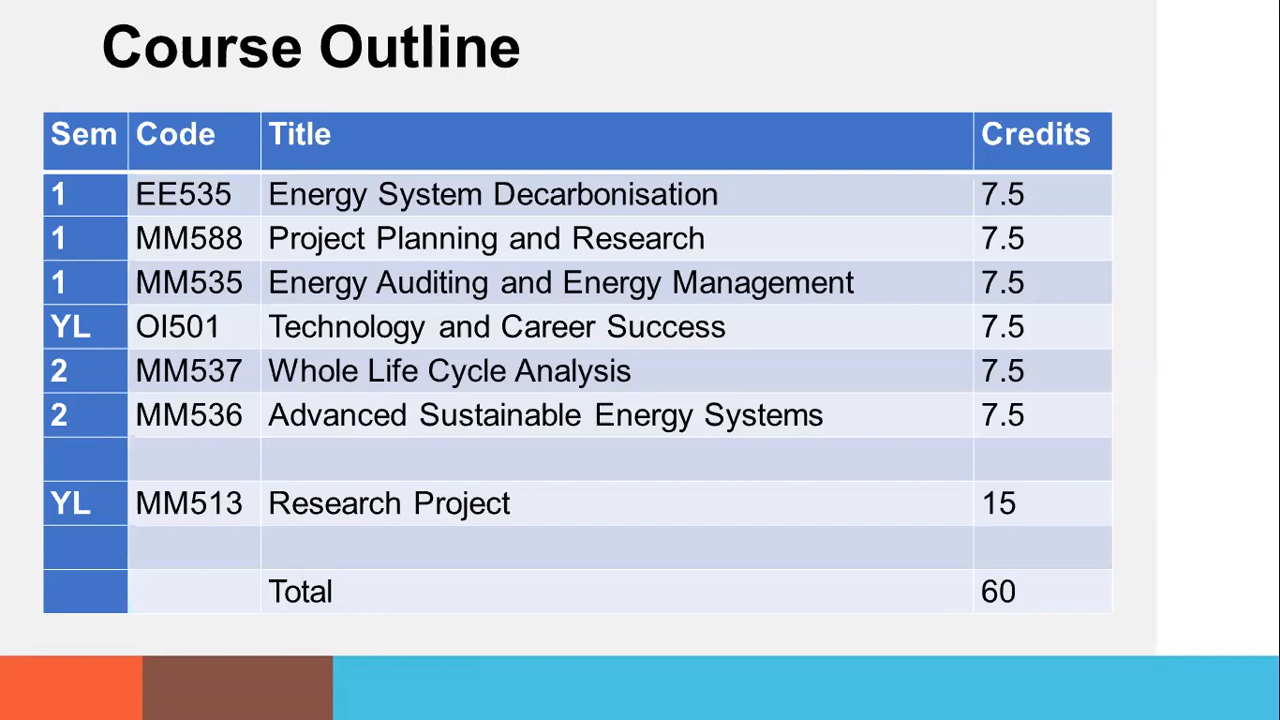 Course Outline
Sem Code Title Credits
1 EE535 Energy System Decarbonisation 7.5
1 MM588 Project Planning and Research 7.5
1 MM535 Energy Auditing and Energy Management 7.5
YL OI501 Technology and Career Success 7.5
2 MM537 Whole Life Cycle Analysis 7.5
2 MM536 Advanced Sustainable Energy Systems 7.5
YL MM513 Research Project 15
Total 60